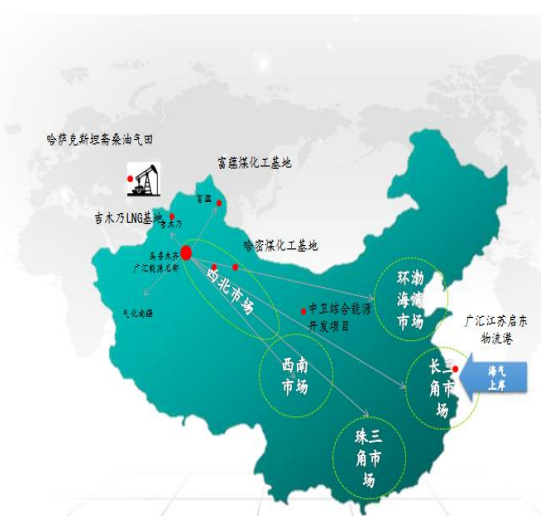 哈萨克斯坦斋桑油气田
富蕴煤化工基地
富蕴
吉木乃LNG基地
吉木乃
乌鲁木齐
广汇能源总部
哈密煤化工基地
西北市场
环渤
海湾
市场
气化南疆
中卫综合能源
开发项目
广汇江苏启东
物流港
西南
市场
长三
角市
场
海气
上岸
珠三
角市
场